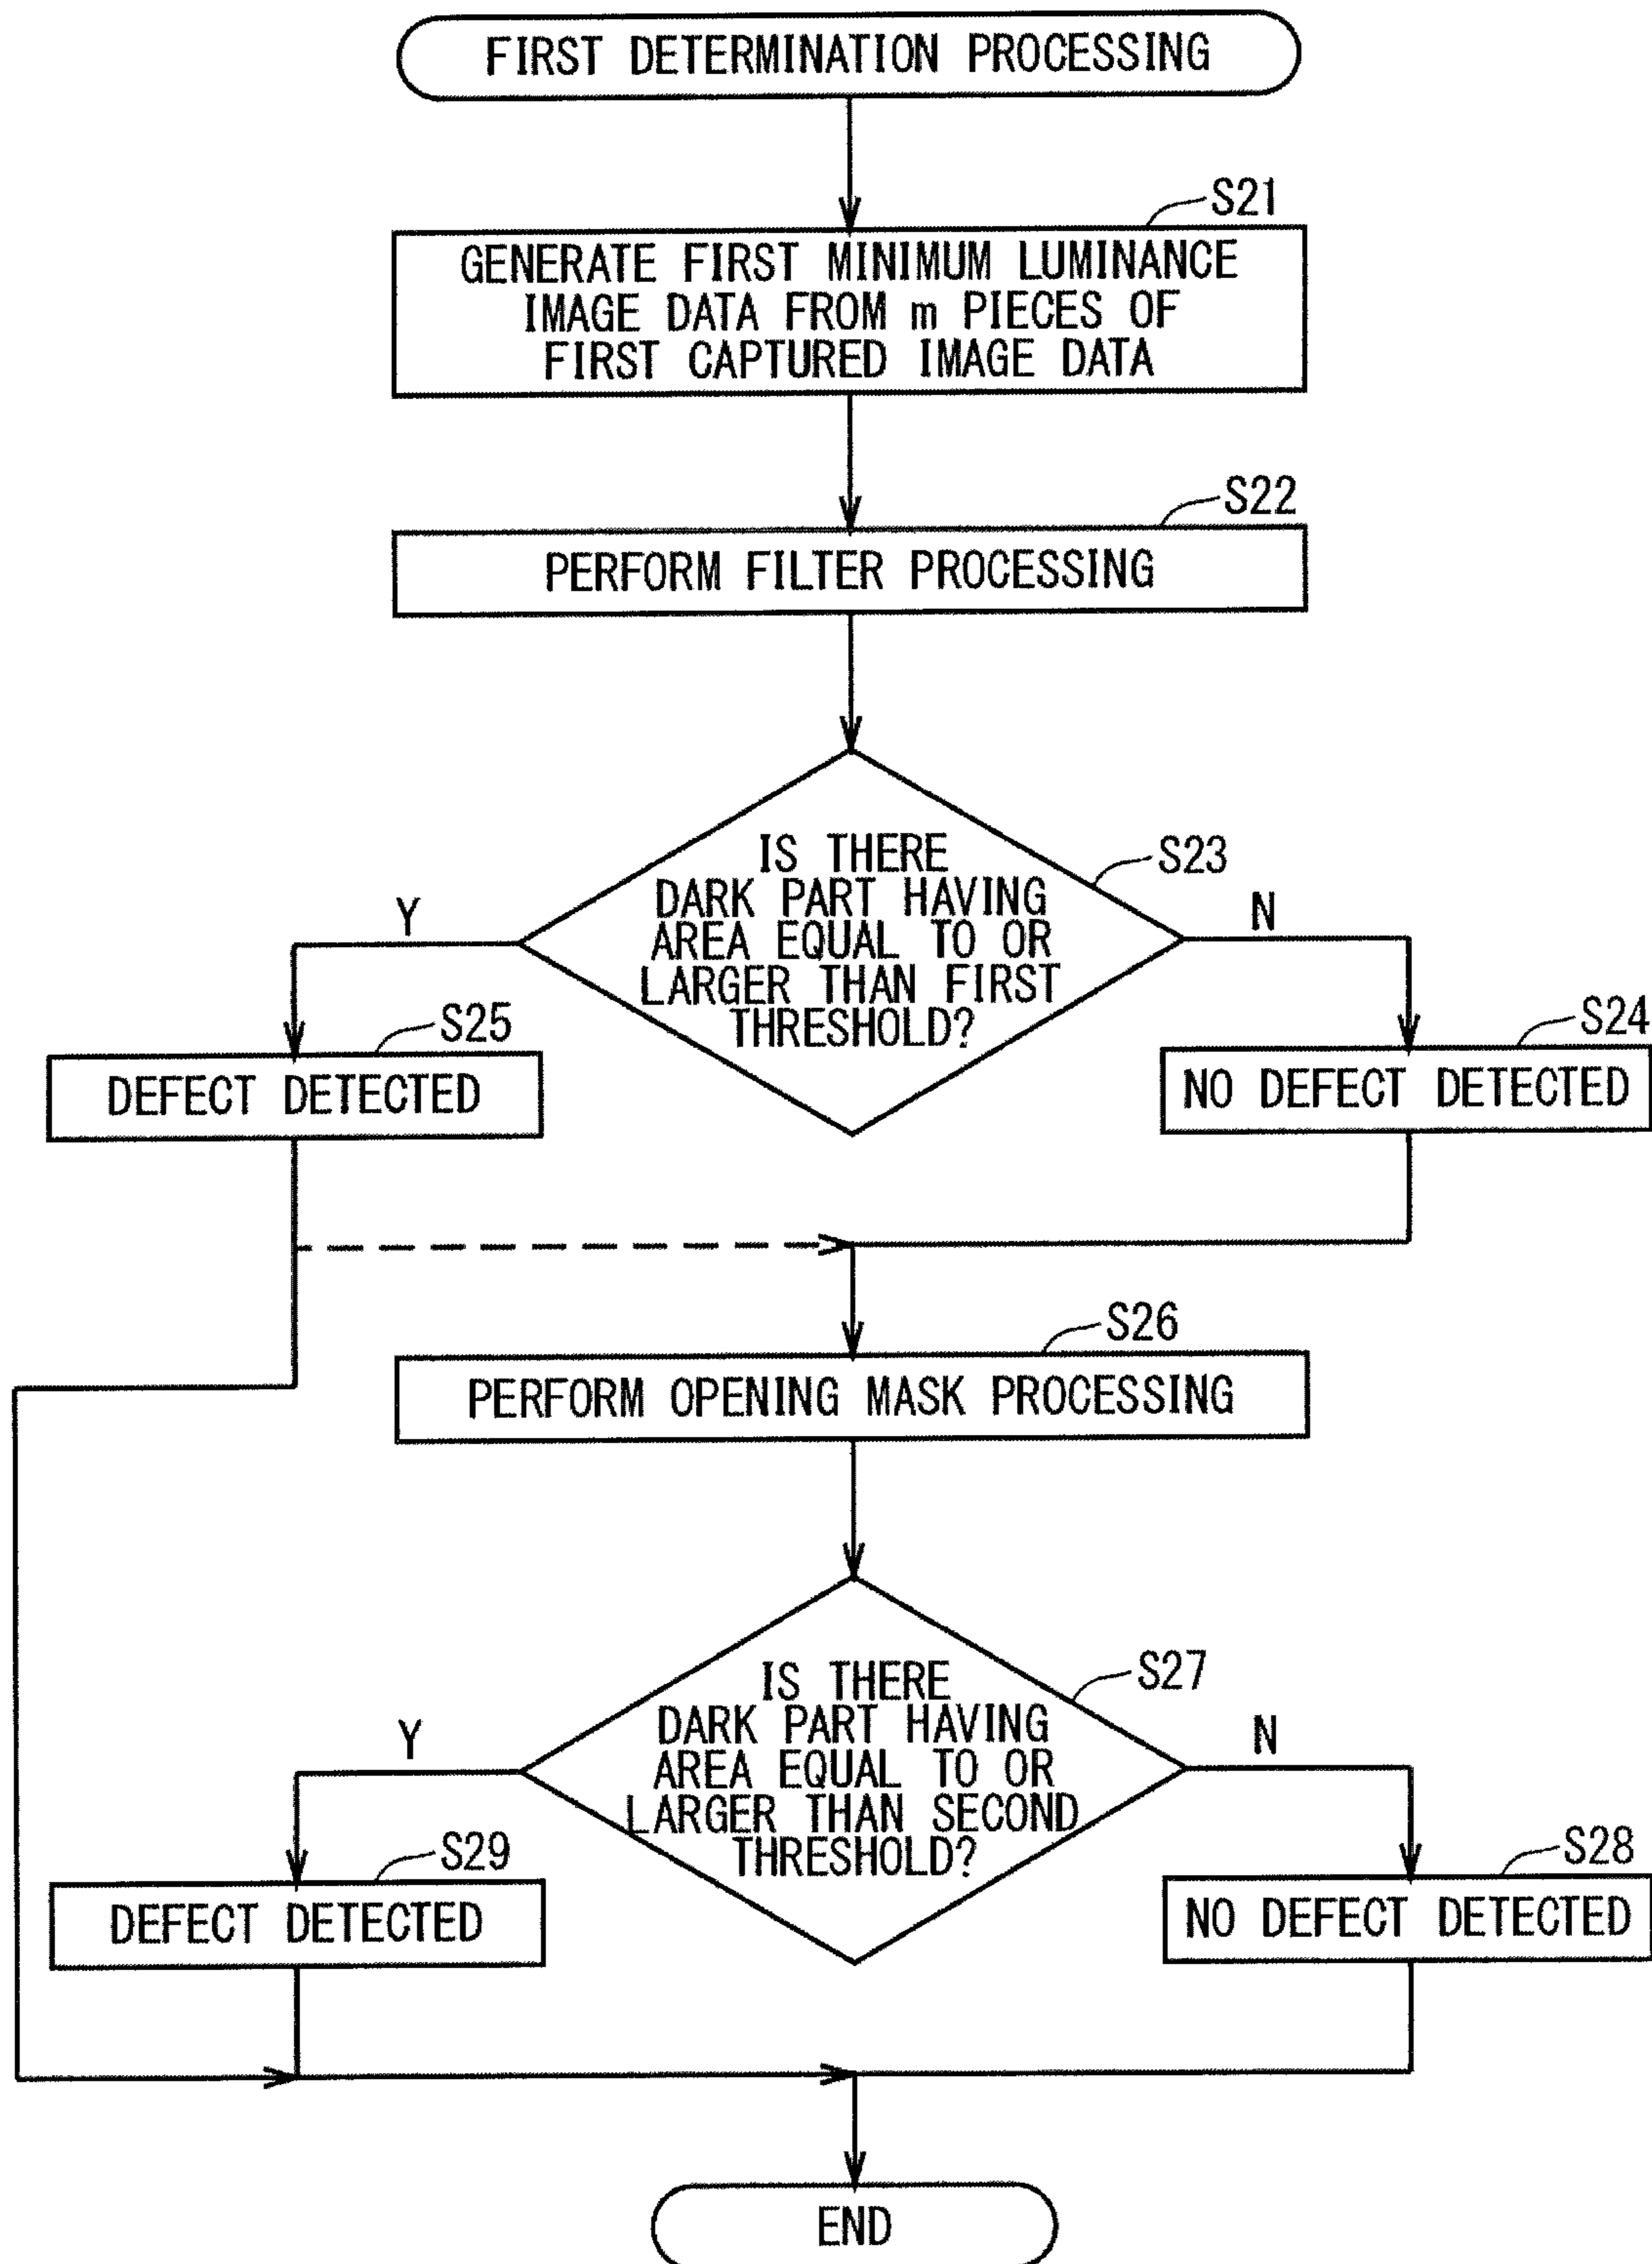 FIRST DETERMINATION PROCESSING
S21
GENERATE FIRST MINIMUM LUMINANCE
IMAGE DATA FROM m PIECES OF
FIRST CAPTURED IMAGE DATA
S22
PERFORM FILTER PROCESSING
S23
IS THERE
DARK PART HAVING
AREA EQUAL TO OR
LARGER THAN FIRST
THRESHOLD?
Y
N
S25
DEFECT DETECTED
S24
NO DEFECT DETECTED
S26
PERFORM OPENING MASK PROCESSING
S27
IS THERE
DARK PART HAVING
AREA EQUAL TO OR
LARGER THAN SECOND
THRESHOLD?
Y
N
S29
DEFECT DETECTED
S28
NO DEFECT DETECTED
END